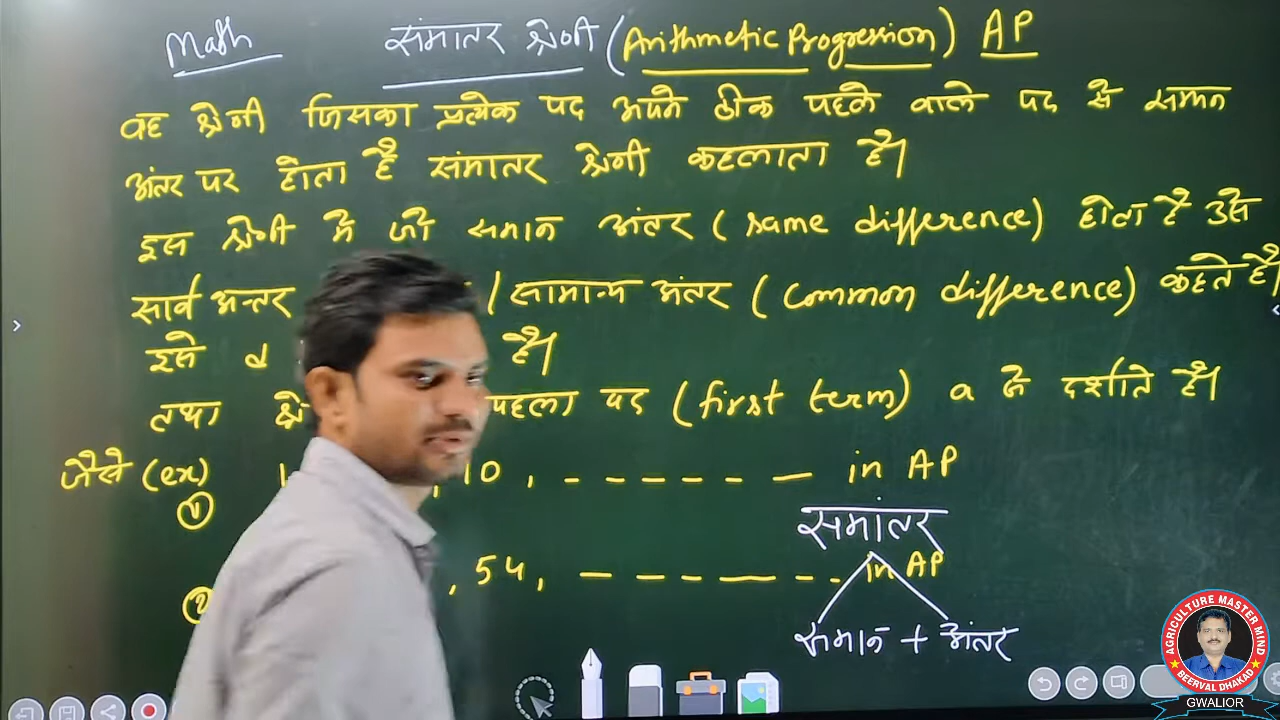 Math समांतर श्रेणी (Arithmetic Progression) AP
वह श्रेणी जिसका प्रत्येक पद अपने ठीक पहले वाले पद से समान
अंतर पर होता है समांतर श्रेणी कहलाता है।
इस श्रेणी में जो समान अंतर (same difference) होता है उसे
सार्व अन्तर / सामान्य अंतर (common difference) कहते है।
इसे d है।
तथा पहला पद (first term) a से दर्शाते है।
जैसे (ex) 1 , 10 , - - - - - - - in AP
①
समांतर
② , 54, - - - - - - in AP
समान + अंतर
AGRICULTURE MASTER MIND
BEERVAL DHAKAD
GWALIOR